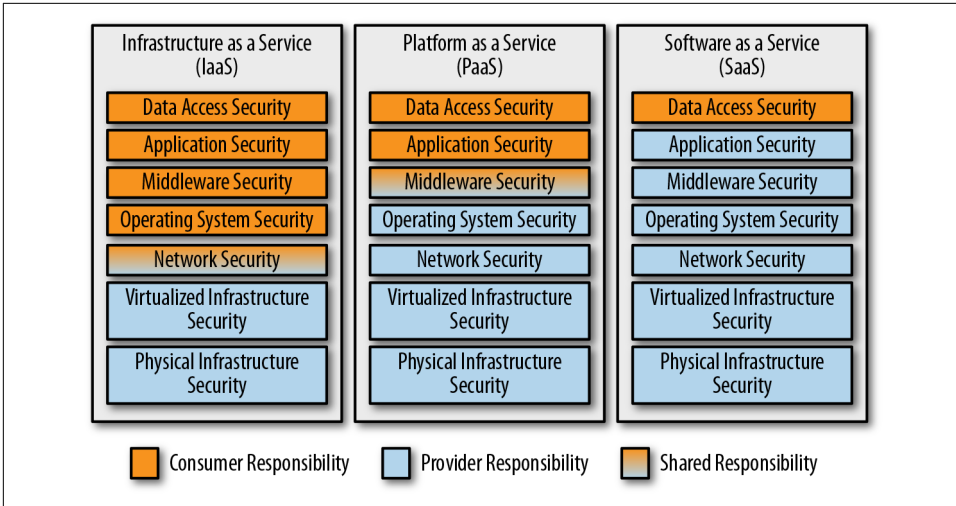 Infrastructure as a Service
(IaaS)
Data Access Security
Application Security
Middleware Security
Operating System Security
Network Security
Virtualized Infrastructure
Security
Physical Infrastructure
Security
Platform as a Service
(PaaS)
Data Access Security
Application Security
Middleware Security
Operating System Security
Network Security
Virtualized Infrastructure
Security
Physical Infrastructure
Security
Software as a Service
(SaaS)
Data Access Security
Application Security
Middleware Security
Operating System Security
Network Security
Virtualized Infrastructure
Security
Physical Infrastructure
Security
Consumer Responsibility
Provider Responsibility
Shared Responsibility